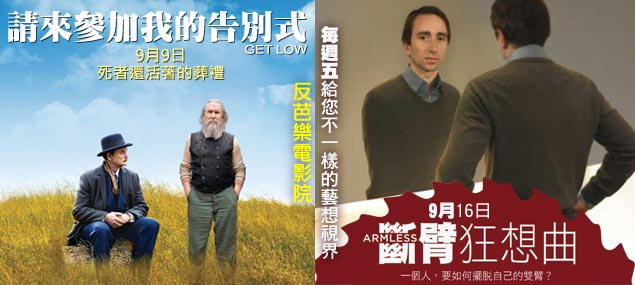 請來參加我的告別式
GET LOW
9月9日
死者還活著的葬禮
反芭樂電影院
每週五給您不一樣的藝想視界
9月16日
ARMLESS
斷臂狂想曲
一個人，要如何擺脫自己的雙臂？